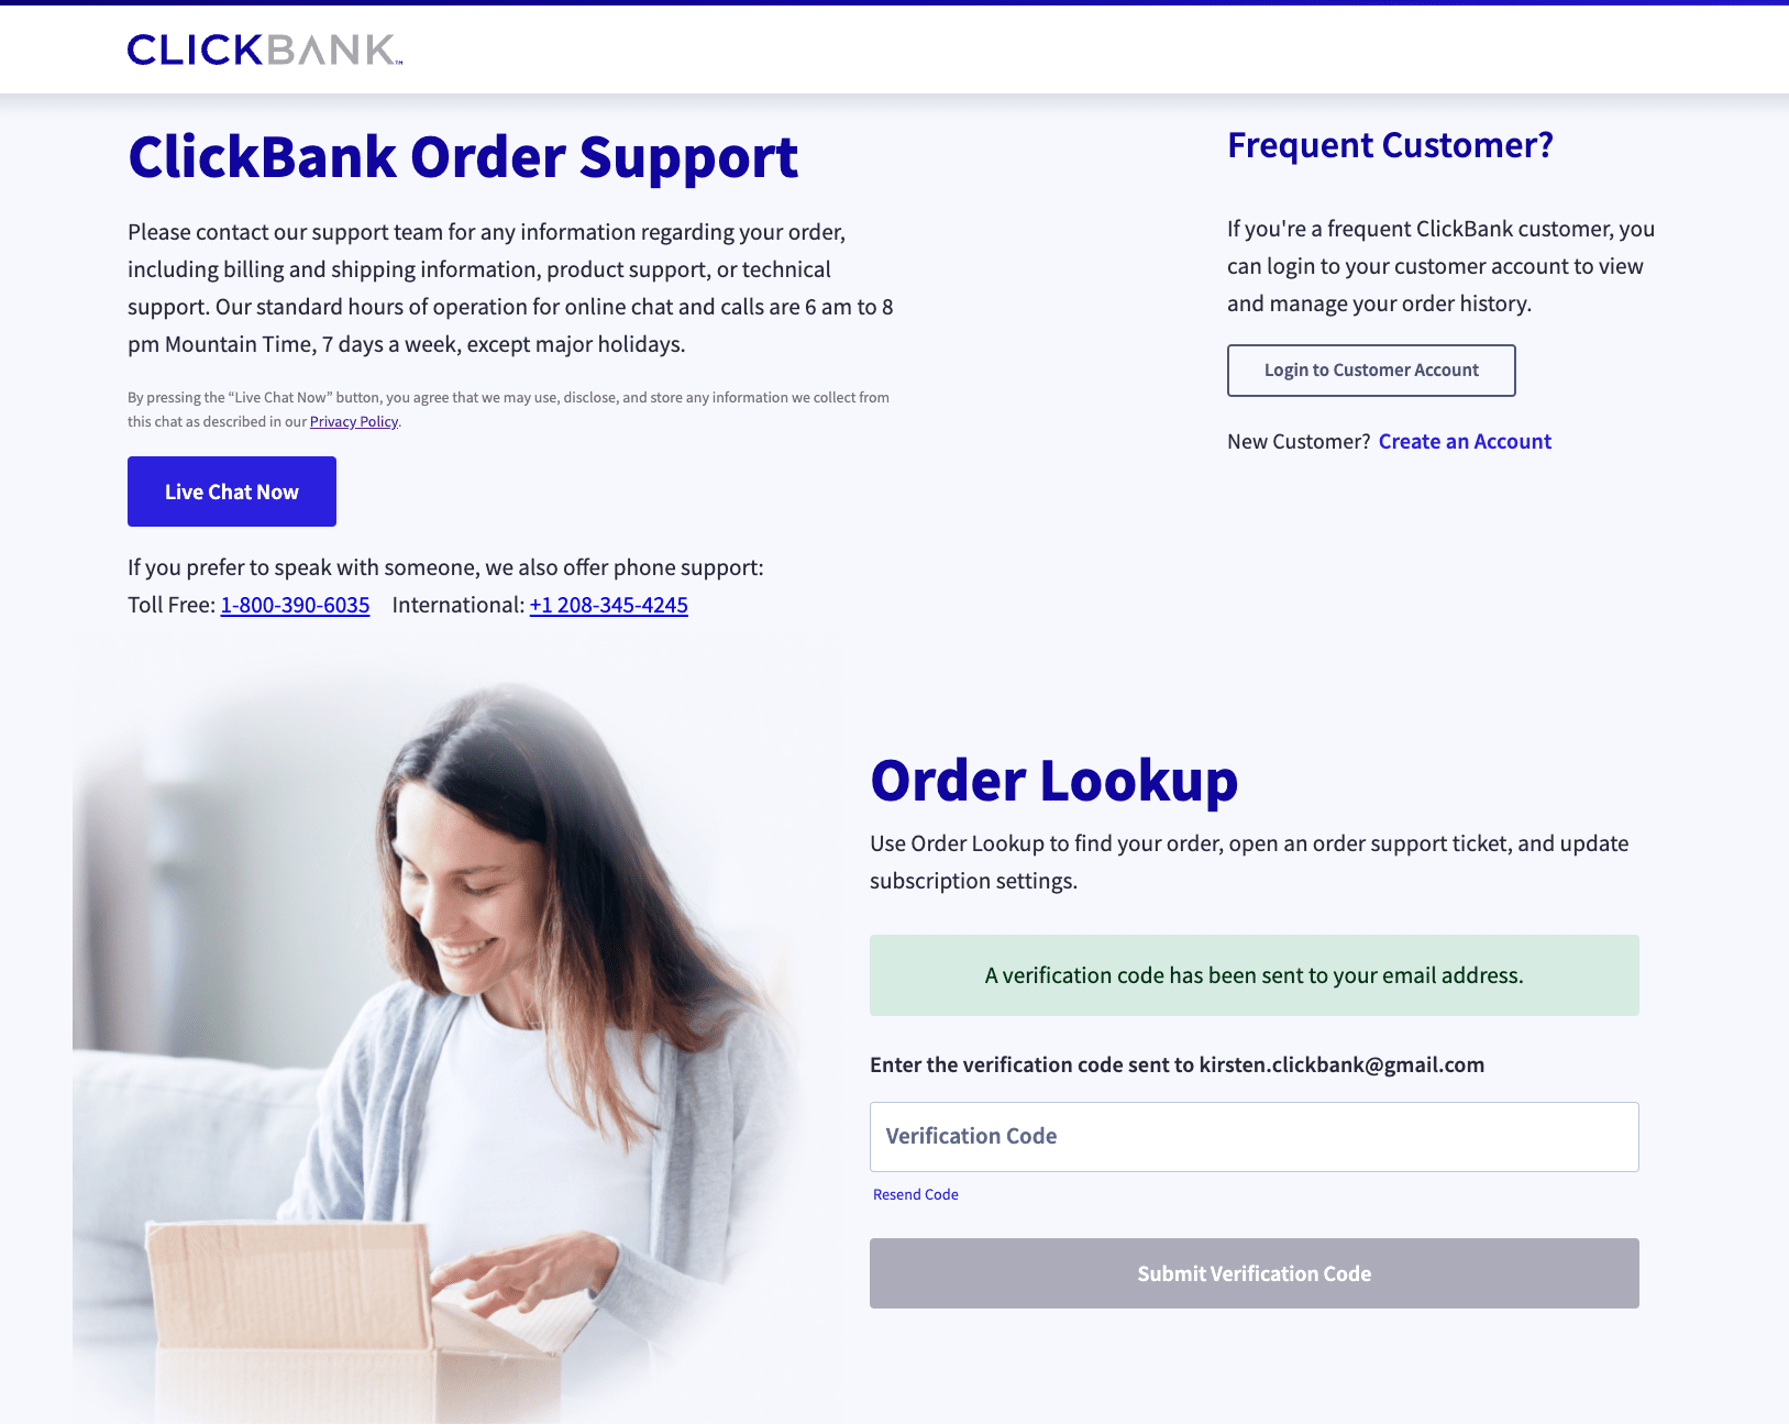 CLICKBANK™
ClickBank Order Support
Please contact our support team for any information regarding your order,
including billing and shipping information, product support, or technical
support. Our standard hours of operation for online chat and calls are 6 am to 8
pm Mountain Time, 7 days a week, except major holidays.
By pressing the “Live Chat Now” button, you agree that we may use, disclose, and store any information we collect from
this chat as described in our Privacy Policy.
Live Chat Now
If you prefer to speak with someone, we also offer phone support:
Toll Free: 1-800-390-6035 International: +1 208-345-4245
Frequent Customer?
If you're a frequent ClickBank customer, you
can login to your customer account to view
and manage your order history.
Login to Customer Account
New Customer? Create an Account
Order Lookup
Use Order Lookup to find your order, open an order support ticket, and update
subscription settings.
A verification code has been sent to your email address.
Enter the verification code sent to kirsten.clickbank@gmail.com
Verification Code
Resend Code
Submit Verification Code